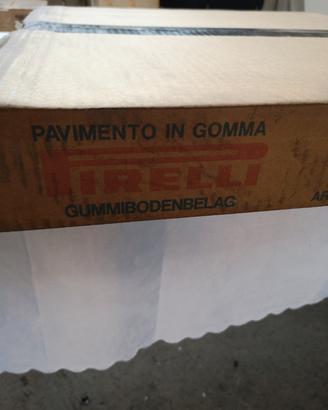 PAVIMENTO IN GOMMA
PIRELLI
GUMMIBODENBELAG